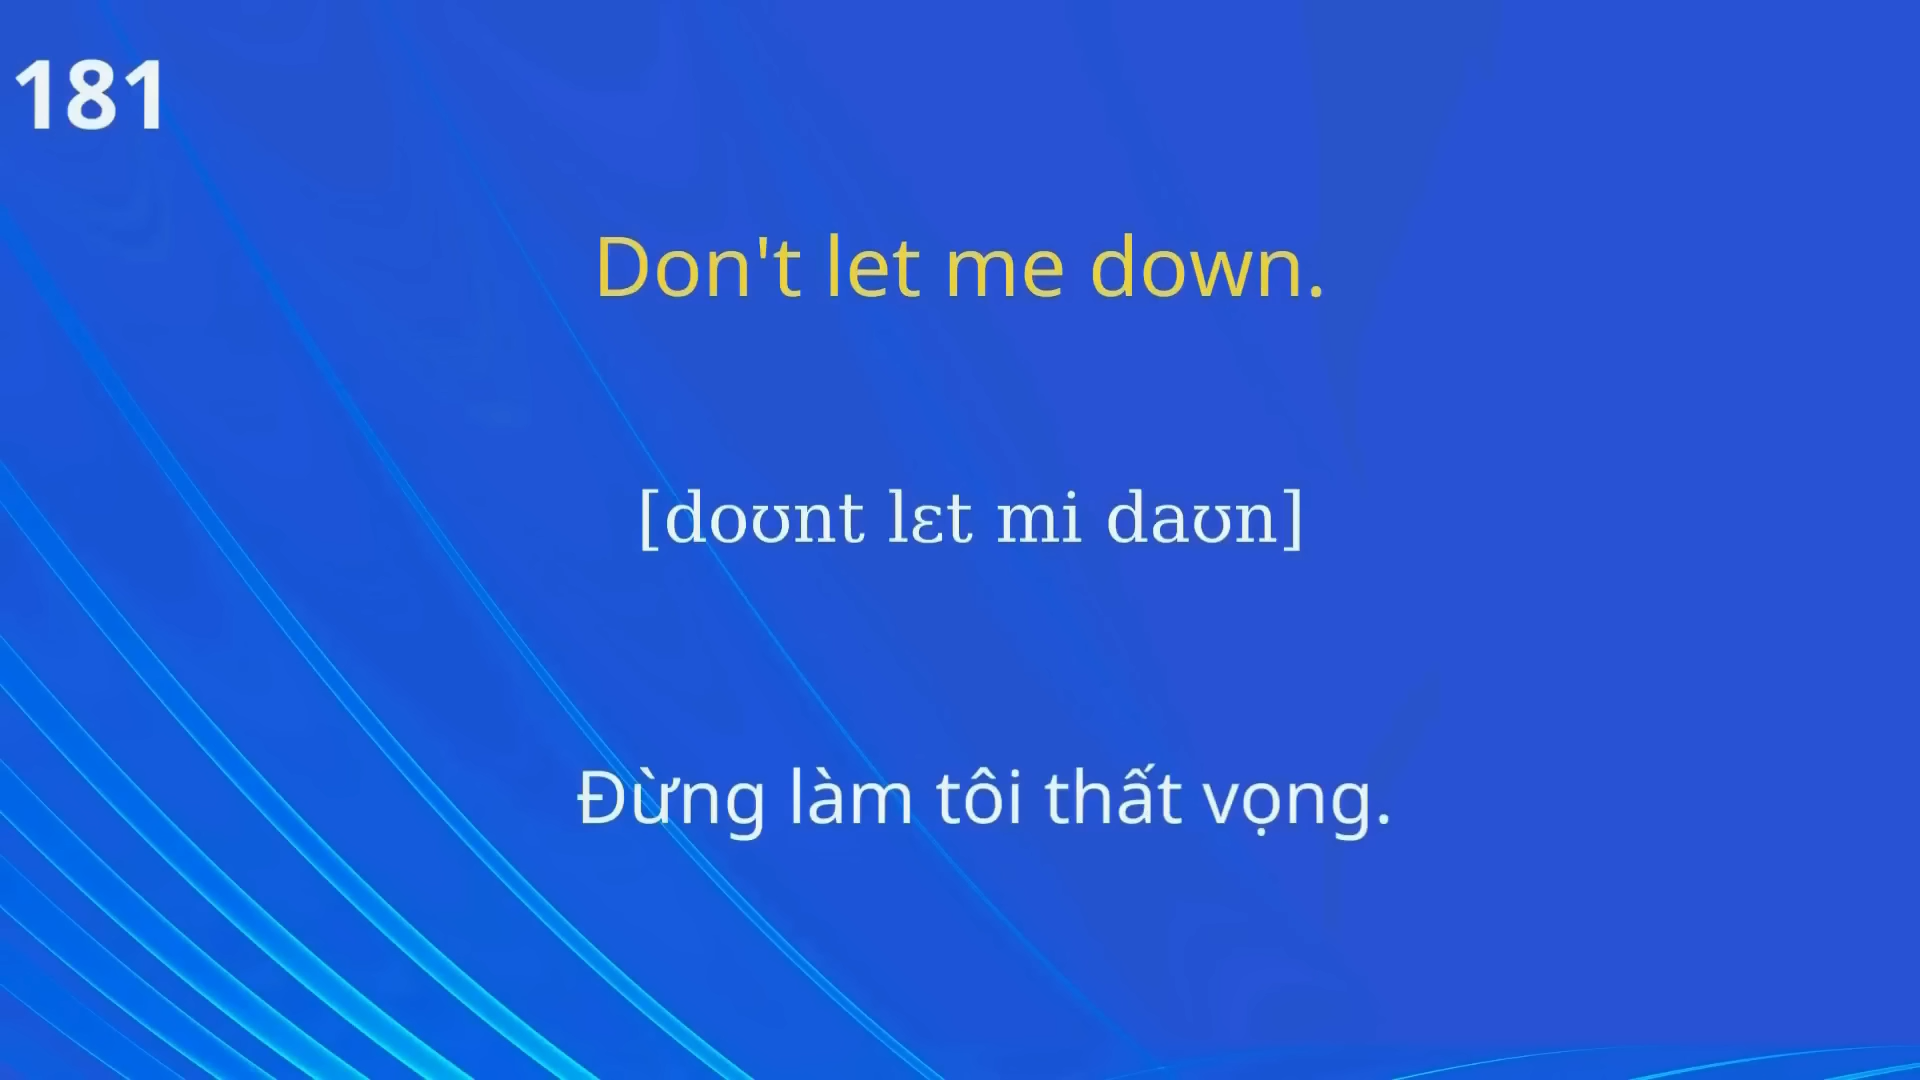 181
Don't let me down.
[doʊnt lɛt mi daʊn]
Đừng làm tôi thất vọng.